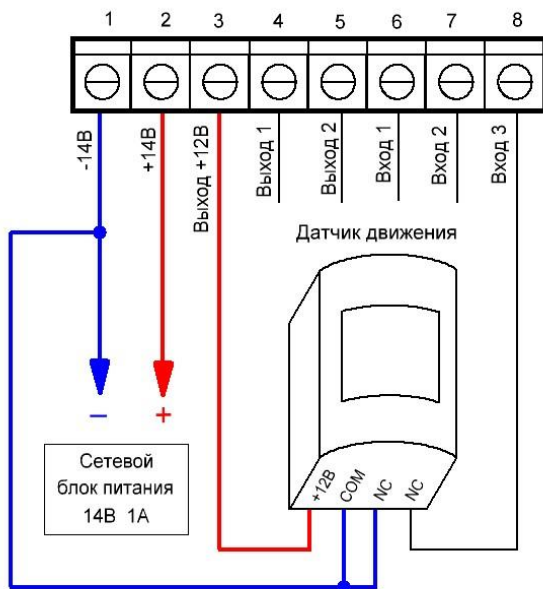 1 2 3 4 5 6 7 8
-14В
+14В
Выход +12В
Выход 1
Выход 2
Вход 1
Вход 2
Вход 3
Датчик движения
+12В
COM
NC
NC
– +
Сетевой
блок питания
14В 1А